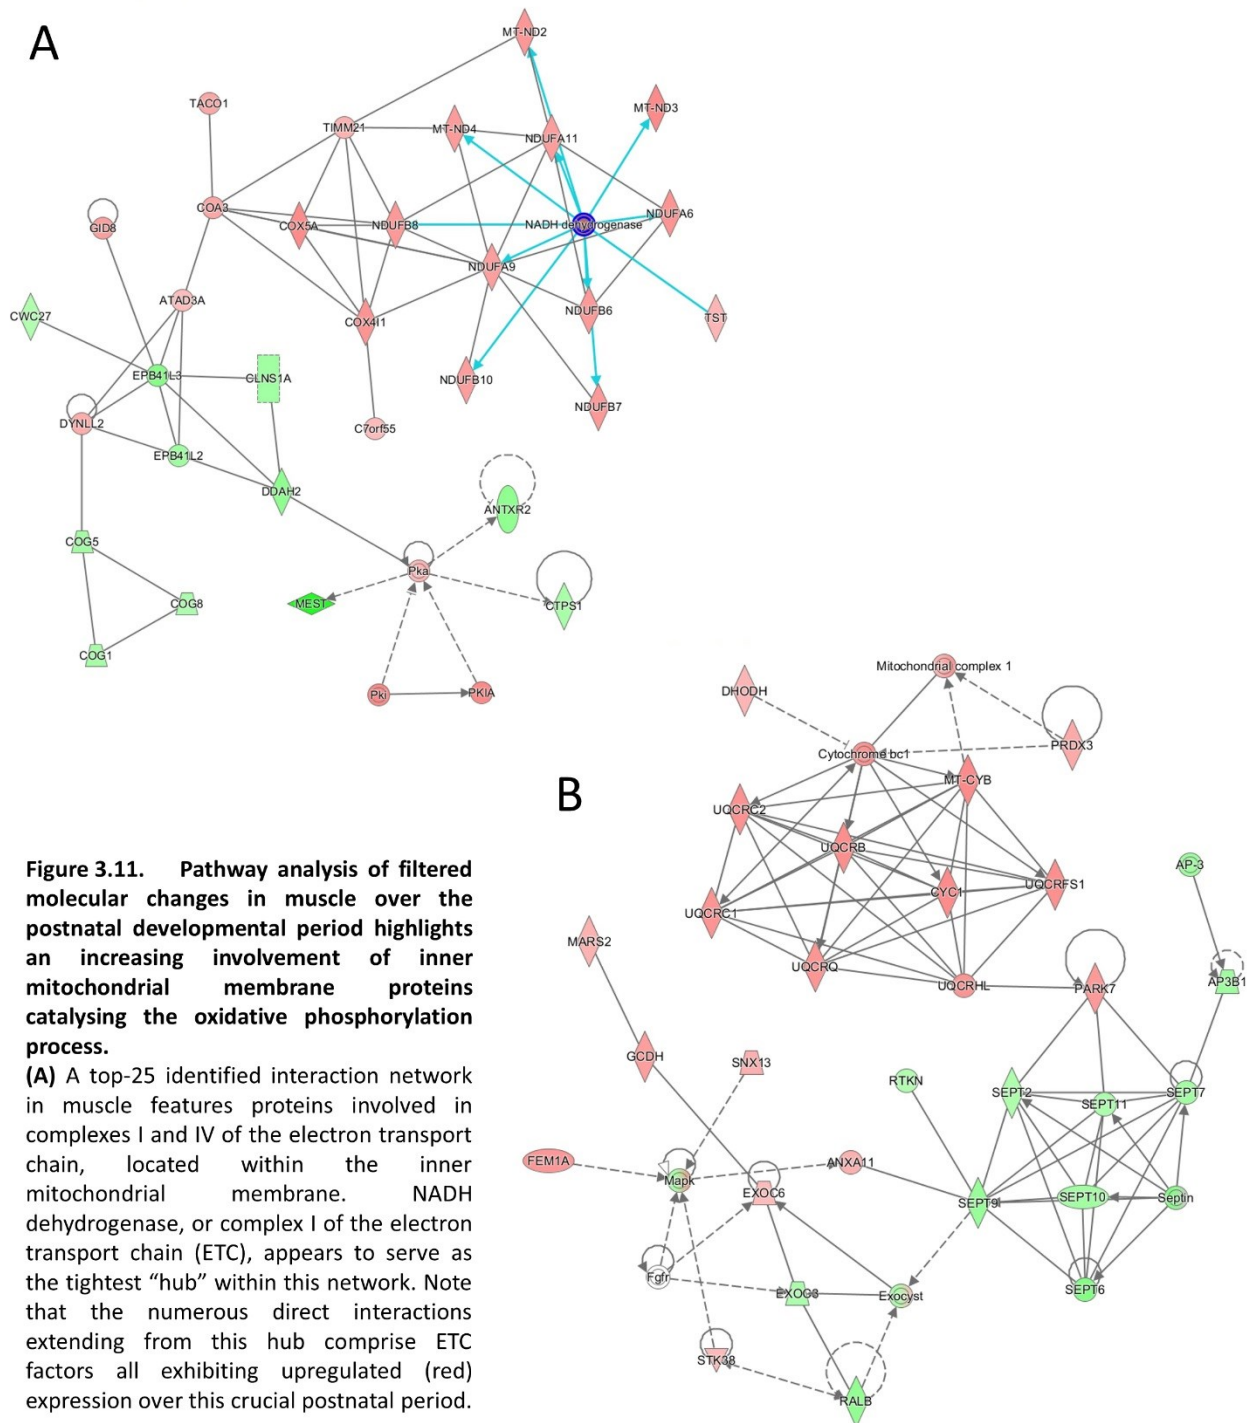 A
MT-ND2
TACO1
MT-ND3
TIMM21
MT-ND4
NDUFA11
COA3
GID8
COX5A
NDUFB8
NADH dehydrogenase
NDUFA6
NDUFA9
ATAD3A
CWC27
COX4I1
NDUFB6
TST
EPB41L3
CLNS1A
NDUFB10
NDUFB7
DYNLL2
C7orf55
EPB41L2
DDAH2
ANTXR2
COG5
Pka
MEST
CTPS1
COG8
COG1
Pki
PKIA
B
Mitochondrial complex 1
DHODH
PRDX3
Cytochrome bc1
MT-CYB
UQCRC2
UQCRB
AP-3
CYC1
UQCRFS1
UQCRC1
MARS2
UQCRQ
UQCRHL
PARK7
AP3B1
GCDH
SNX13
RTKN
SEPT2
SEPT11
SEPT7
FEM1A
ANXA11
Mapk
EXOC6
SEPT9
SEPT10
Septin
Fgfr
EXOC3
Exocyst
SEPT6
STK38
RALB
Figure 3.11. Pathway analysis of filtered
molecular changes in muscle over the
postnatal developmental period highlights
an increasing involvement of inner
mitochondrial membrane proteins
catalysing the oxidative phosphorylation
process.
(A) A top-25 identified interaction network
in muscle features proteins involved in
complexes I and IV of the electron transport
chain, located within the inner
mitochondrial membrane. NADH
dehydrogenase, or complex I of the electron
transport chain (ETC), appears to serve as
the tightest “hub” within this network. Note
that the numerous direct interactions
extending from this hub comprise ETC
factors all exhibiting upregulated (red)
expression over this crucial postnatal period.